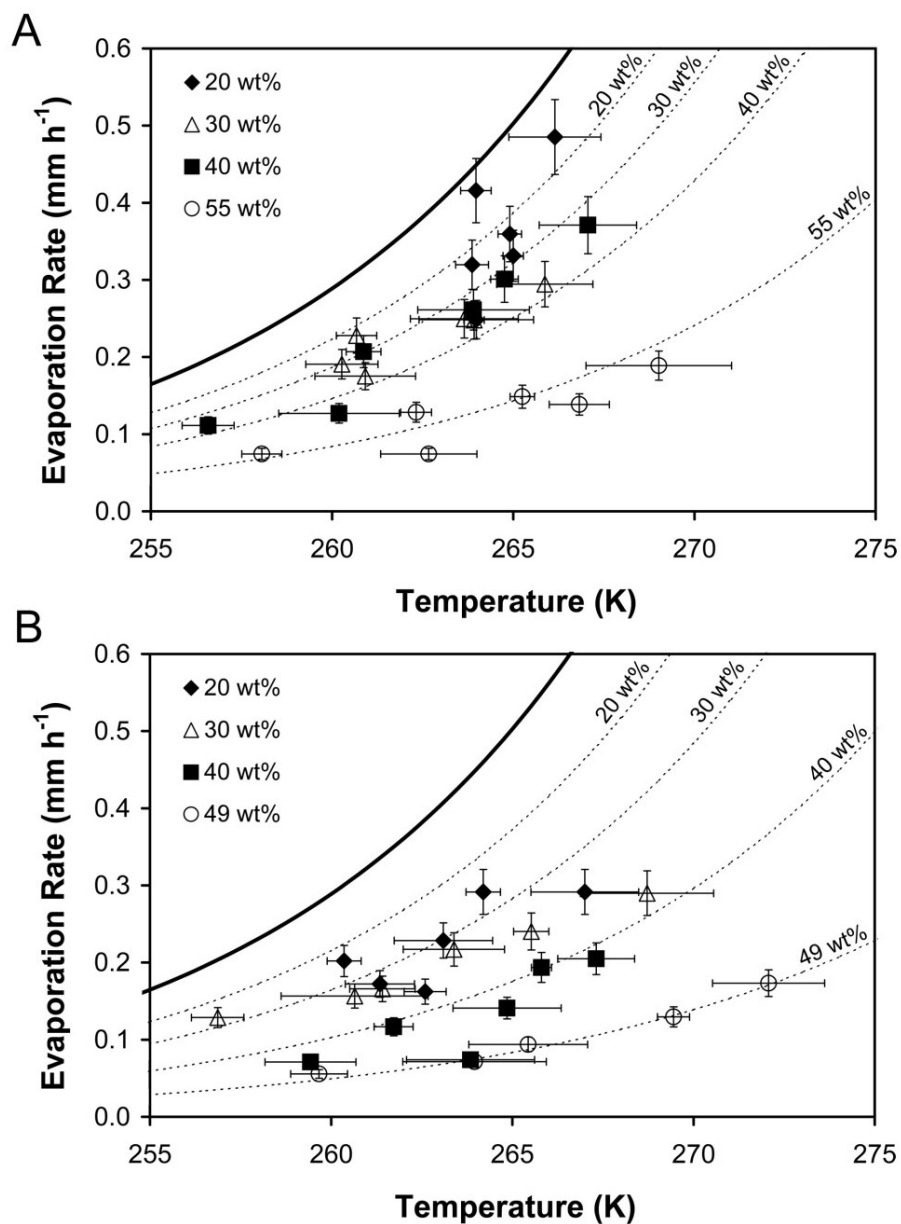 A
0.6
0.5
0.4
0.3
0.2
0.1
0.0
Evaporation Rate (mm h⁻¹)
20 wt%
30 wt%
40 wt%
55 wt%
20 wt%
30 wt%
40 wt%
55 wt%
255 260 265 270 275
Temperature (K)
B
0.6
0.5
0.4
0.3
0.2
0.1
0.0
Evaporation Rate (mm h⁻¹)
20 wt%
30 wt%
40 wt%
49 wt%
20 wt%
30 wt%
40 wt%
49 wt%
255 260 265 270 275
Temperature (K)